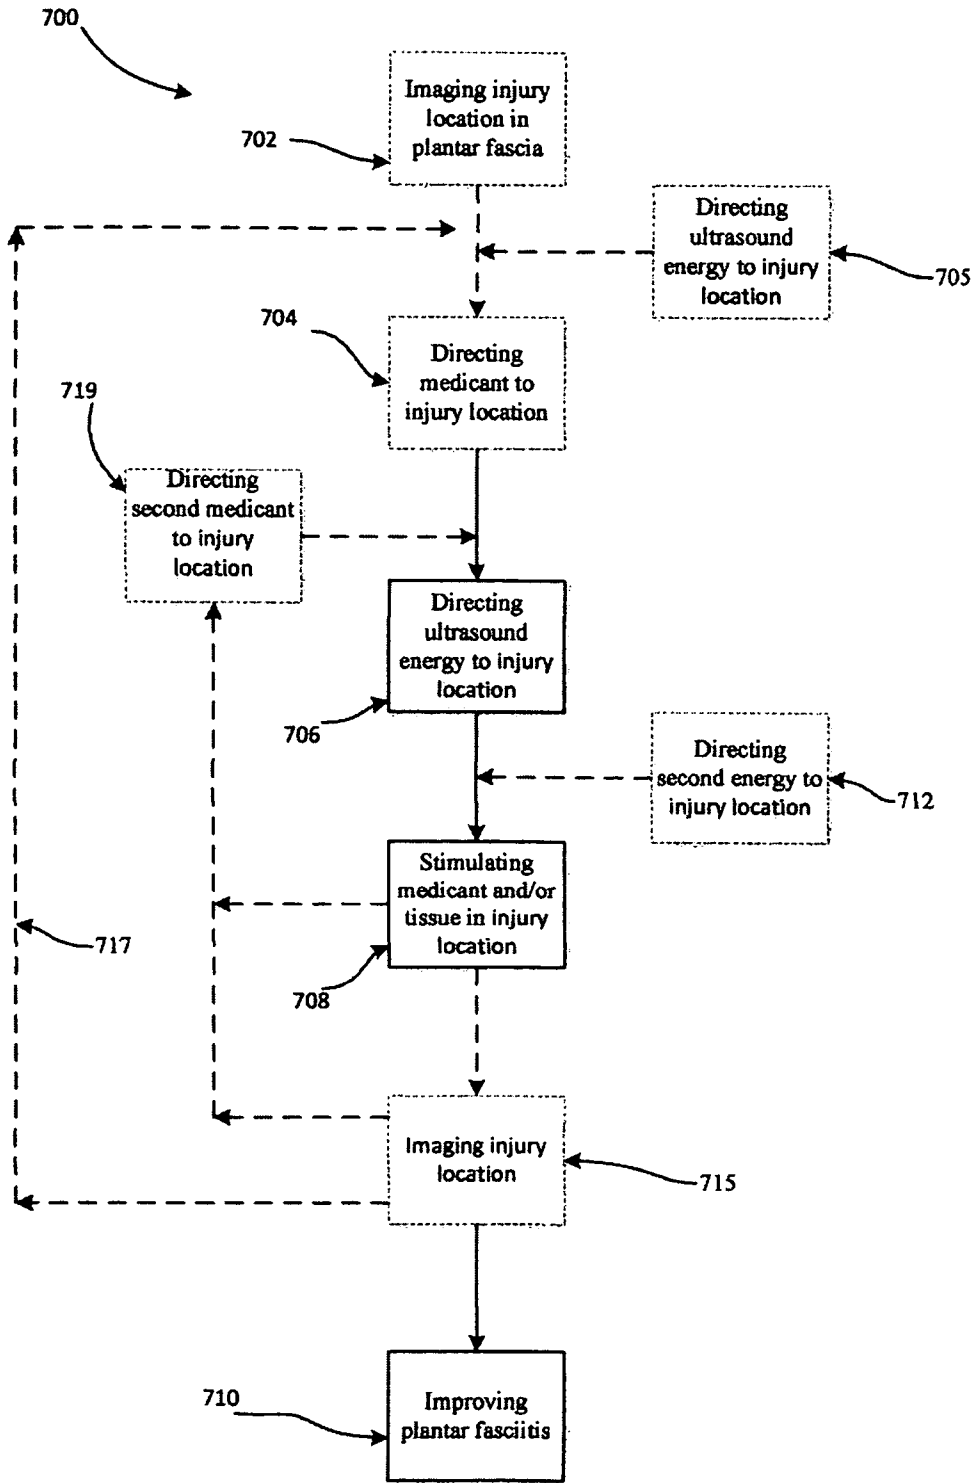 700
Imaging injury
location in
plantar fascia
702
Directing
ultrasound
energy to injury
location
705
704
Directing
medicant to
injury location
719
Directing
second medicant
to injury
location
Directing
ultrasound
energy to injury
location
706
Directing
second energy to
injury location
712
Stimulating
medicant and/or
tissue in injury
location
717
708
Imaging injury
location
715
710
Improving
plantar fasciitis